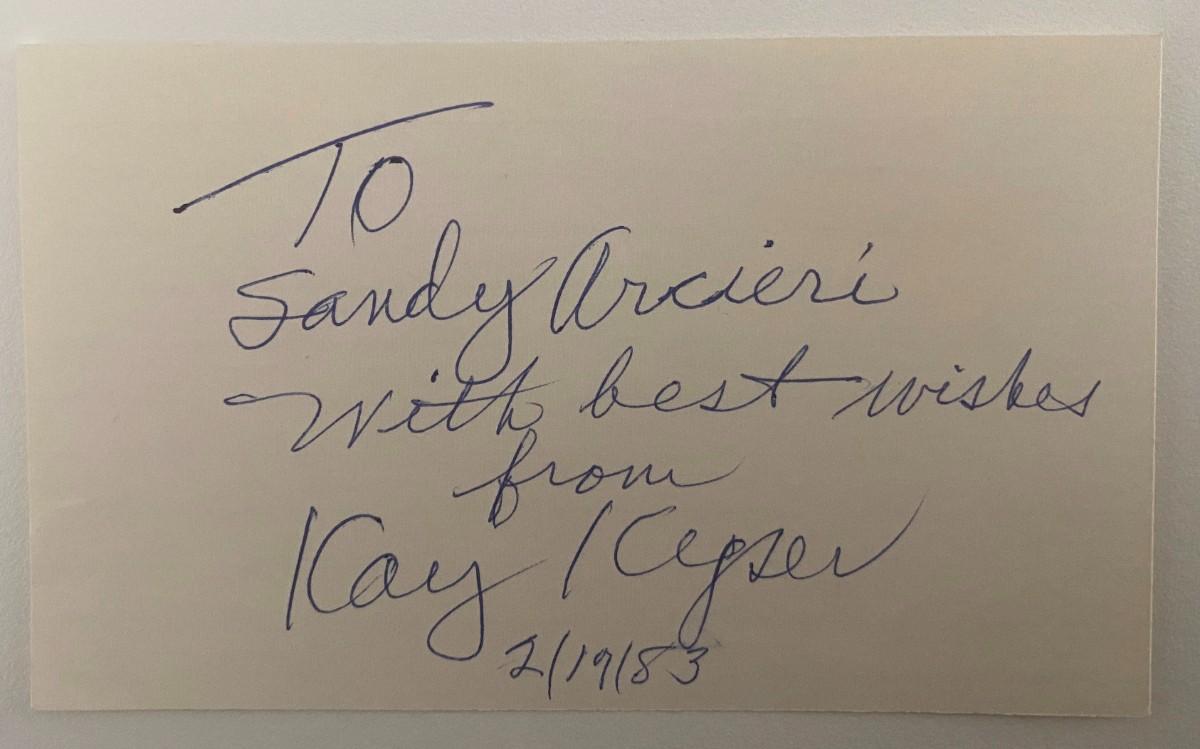 To
Sandy Arcieri
With best wishes
from
Kay Kyser
2/19/83